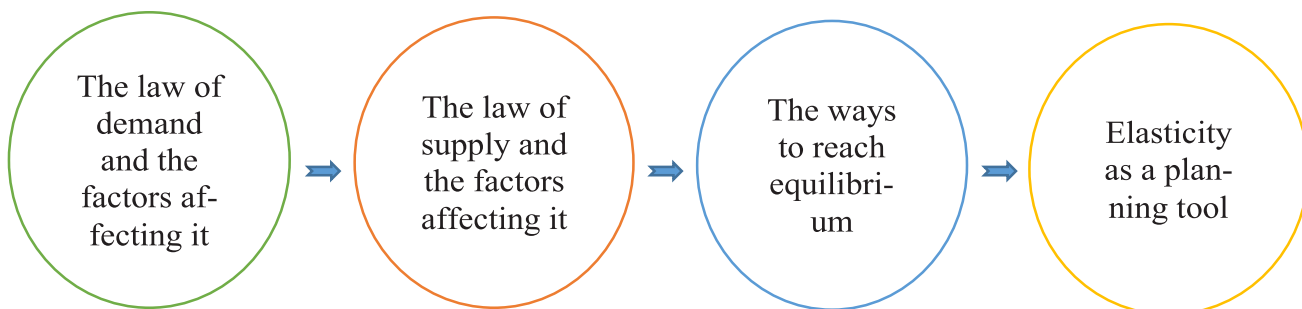 The law of
demand
and the
factors af-
fecting it
The law of
supply and
the factors
affecting it
The ways
to reach
equilibri-
um
Elasticity
as a plan-
ning tool